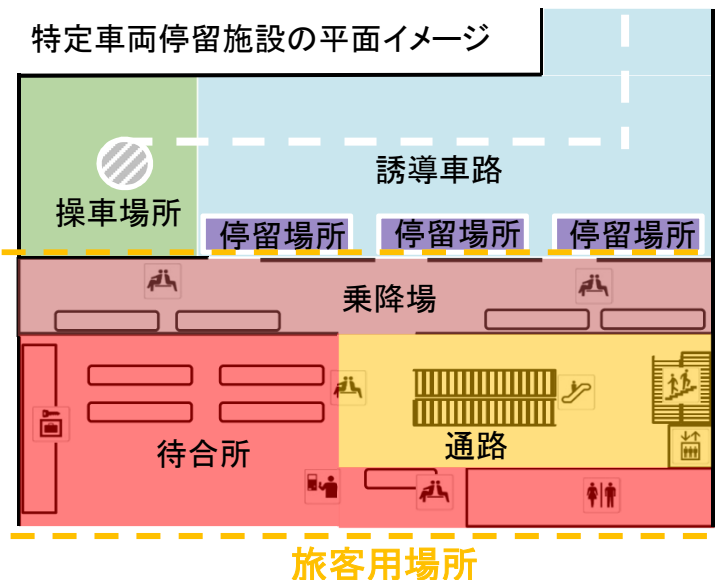 特定車両停留施設の平面イメージ
誘導車路
操車場所
停留場所
停留場所
停留場所
乗降場
待合所
通路
旅客用場所